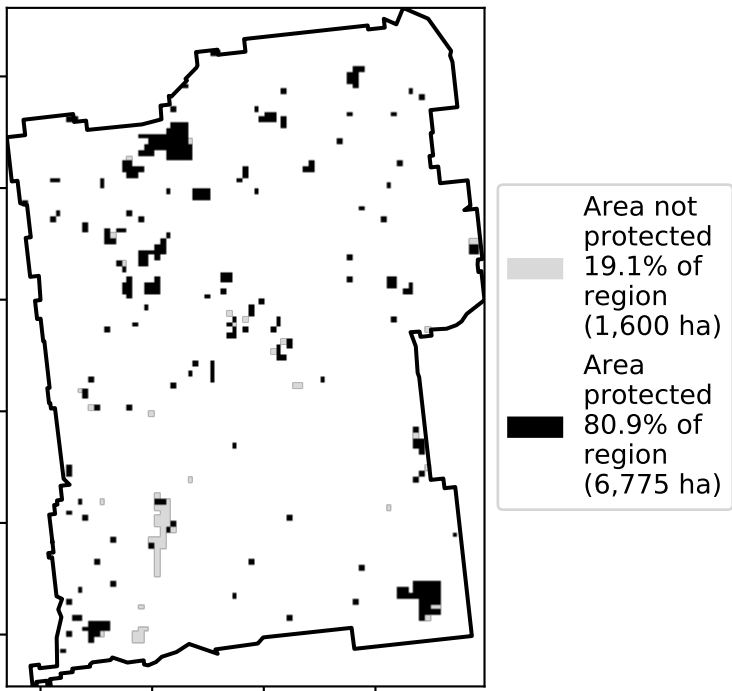 Area not
protected
19.1% of
region
(1,600 ha)
Area
protected
80.9% of
region
(6,775 ha)